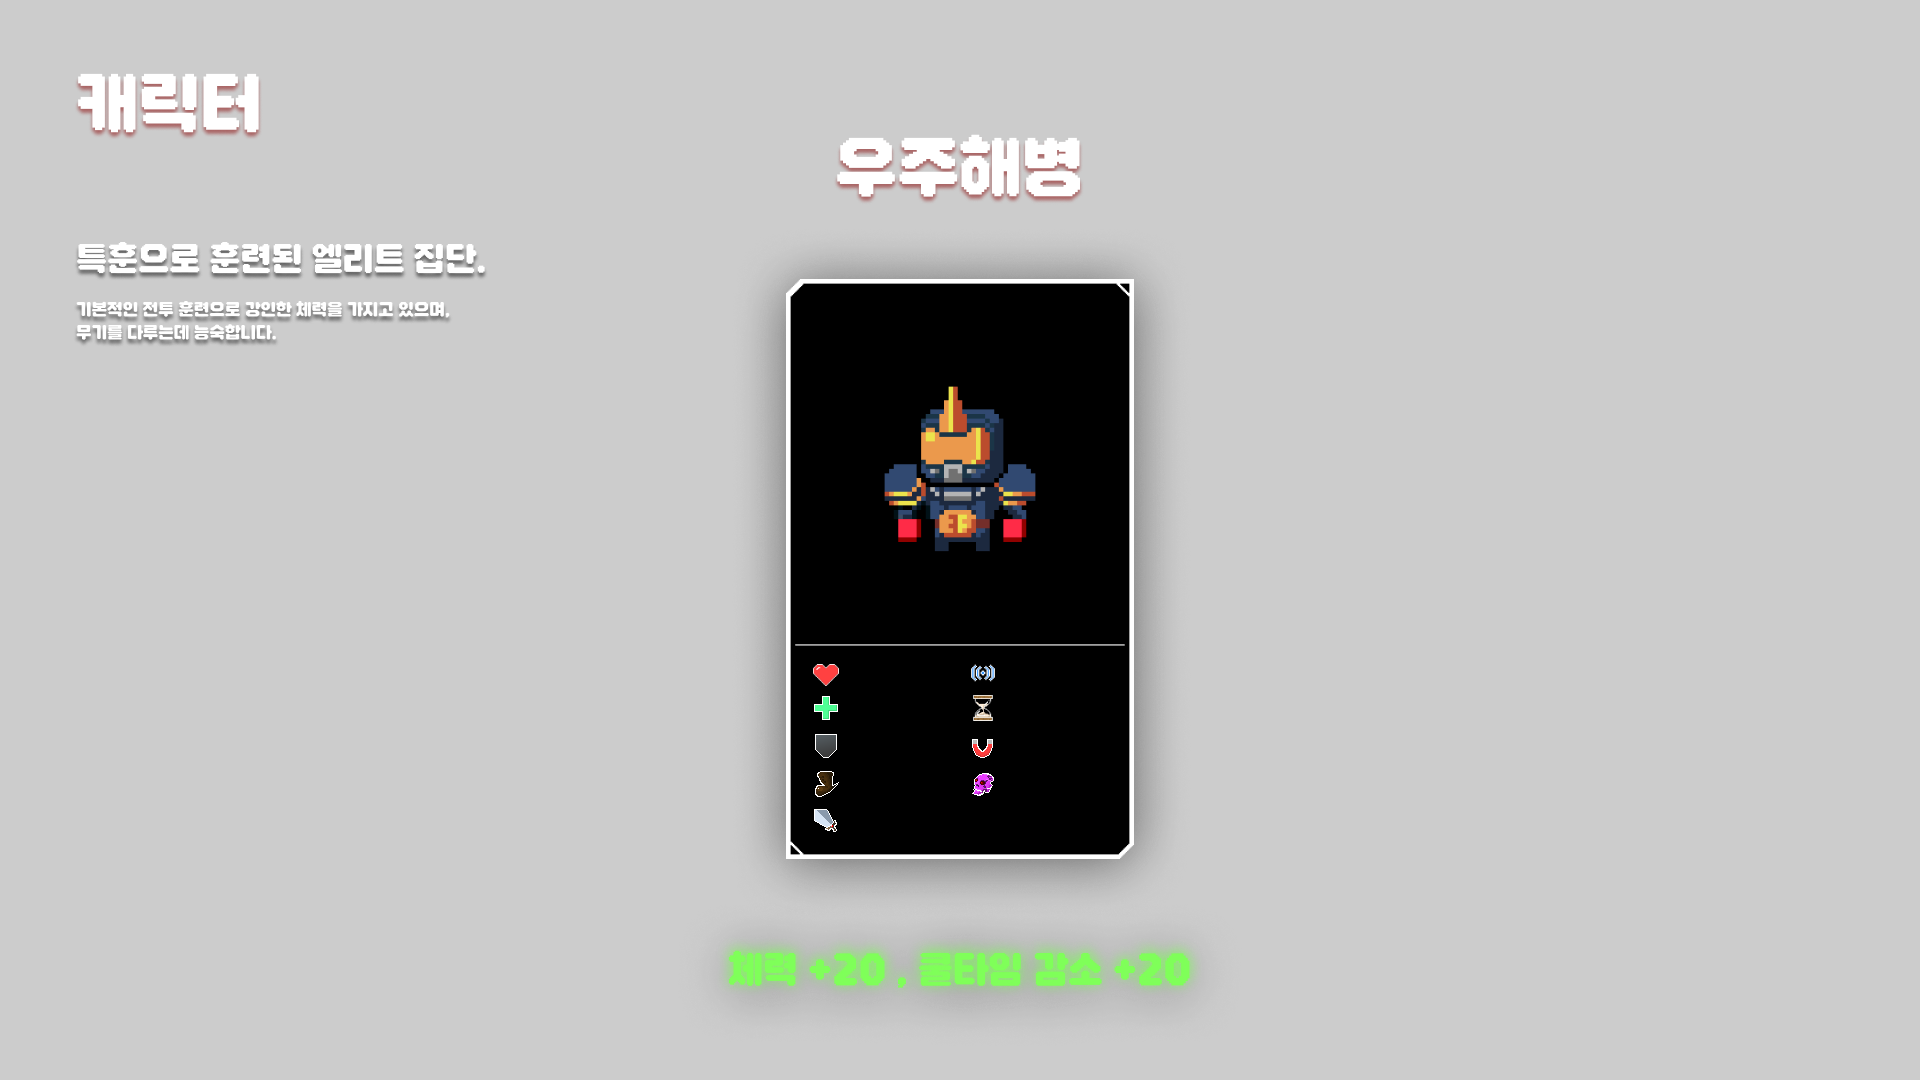 캐릭터
우주해병
특훈으로 훈련된 엘리트 집단.
기본적인 전투 훈련으로 강인한 체력을 가지고 있으며,
무기를 다루는데 능숙합니다.
체력 +20 , 쿨타임 감소 +20